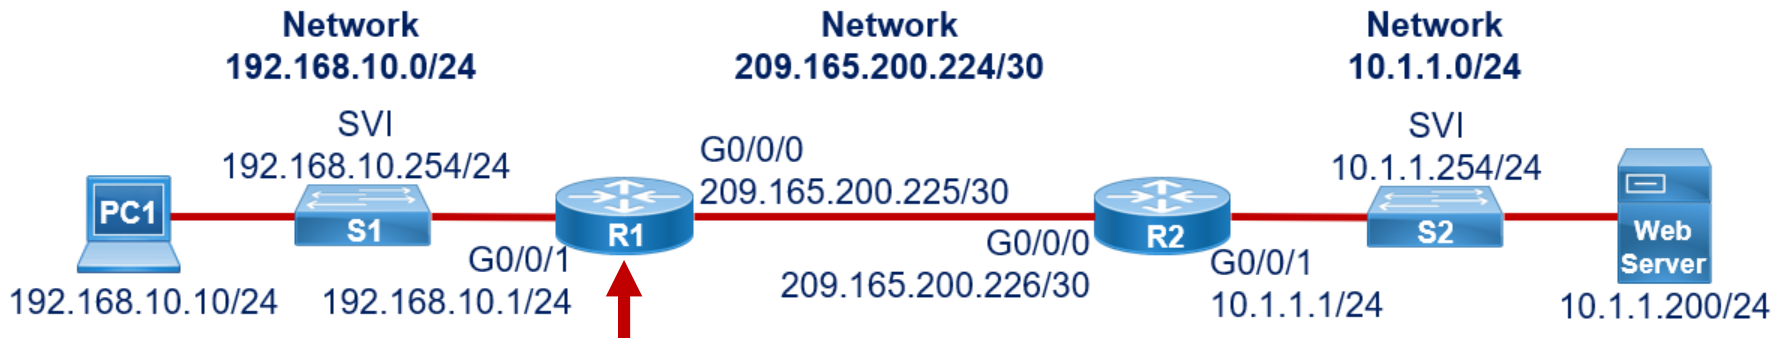 Network
192.168.10.0/24
Network
209.165.200.224/30
Network
10.1.1.0/24
SVI
192.168.10.254/24
G0/0/0
209.165.200.225/30
SVI
10.1.1.254/24
PC1
S1
R1
R2
S2
Web
Server
G0/0/1
192.168.10.1/24
G0/0/0
209.165.200.226/30
G0/0/1
10.1.1.1/24
192.168.10.10/24
10.1.1.200/24